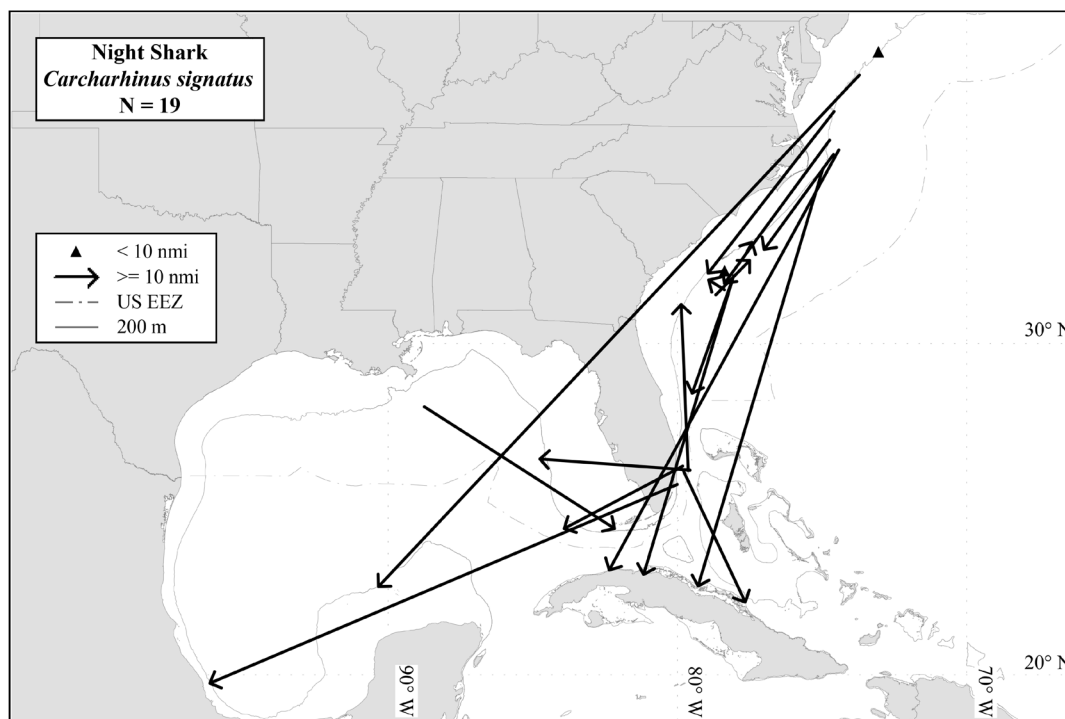 Night Shark
Carcharhinus signatus
N = 19
< 10 nmi
>= 10 nmi
US EEZ
200 m
30° N
20° N
90° W
80° W
70° W